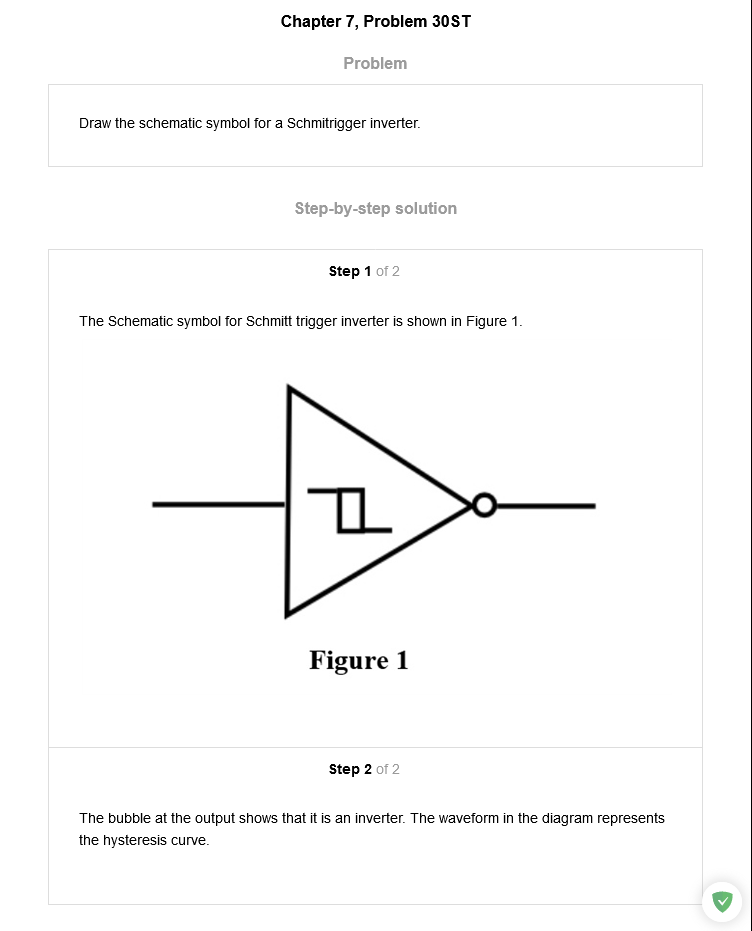 Chapter 7, Problem 30ST
Problem
Draw the schematic symbol for a Schmitrigger inverter.
Step-by-step solution
Step 1 of 2
The Schematic symbol for Schmitt trigger inverter is shown in Figure 1.
Figure 1
Step 2 of 2
The bubble at the output shows that it is an inverter. The waveform in the diagram represents
the hysteresis curve.